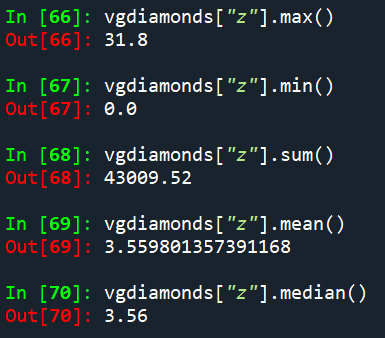 In [66]: vgdiamonds["z"].max()
Out[66]: 31.8
In [67]: vgdiamonds["z"].min()
Out[67]: 0.0
In [68]: vgdiamonds["z"].sum()
Out[68]: 43009.52
In [69]: vgdiamonds["z"].mean()
Out[69]: 3.559801357391168
In [70]: vgdiamonds["z"].median()
Out[70]: 3.56